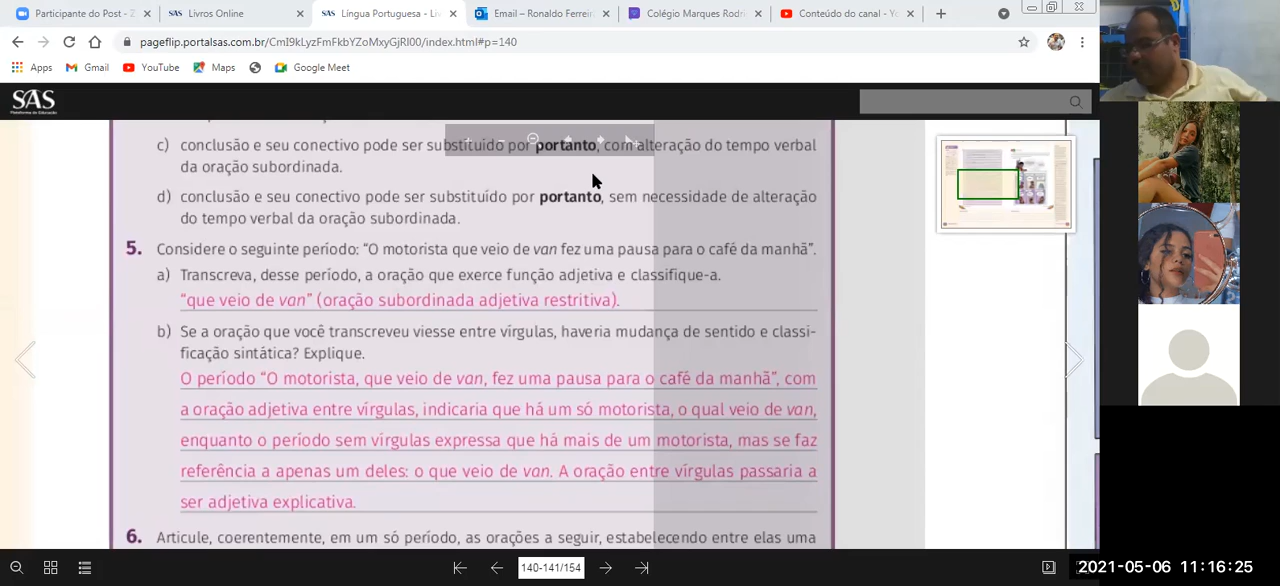 Participante do Post - Z
Livros Online
Língua Portuguesa - Liv
Email – Ronaldo Ferreir
Colégio Marques Rodri
Conteúdo do canal - Yo
pageflip.portalsas.com.br/CmI9kLyzFmFkbYZoMxyGjRl00/index.html#p=140
Apps
Gmail
YouTube
Maps
Google Meet
SAS
Plataforma de Educação
c) conclusão e seu conectivo pode ser substituído por portanto, com alteração do tempo verbal
da oração subordinada.
d) conclusão e seu conectivo pode ser substituído por portanto, sem necessidade de alteração
do tempo verbal da oração subordinada.
5. Considere o seguinte período: “O motorista que veio de van fez uma pausa para o café da manhã”.
a) Transcreva, desse período, a oração que exerce função adjetiva e classifique-a.
“que veio de van” (oração subordinada adjetiva restritiva).
b) Se a oração que você transcreveu viesse entre vírgulas, haveria mudança de sentido e classi-
ficação sintática? Explique.
O período “O motorista, que veio de van, fez uma pausa para o café da manhã”, com
a oração adjetiva entre vírgulas, indicaria que há um só motorista, o qual veio de van,
enquanto o período sem vírgulas expressa que há mais de um motorista, mas se faz
referência a apenas um deles: o que veio de van. A oração entre vírgulas passaria a
ser adjetiva explicativa.
6. Articule, coerentemente, em um só período, as orações a seguir, estabelecendo entre elas uma
140-141/154
2021-05-06 11:16:25